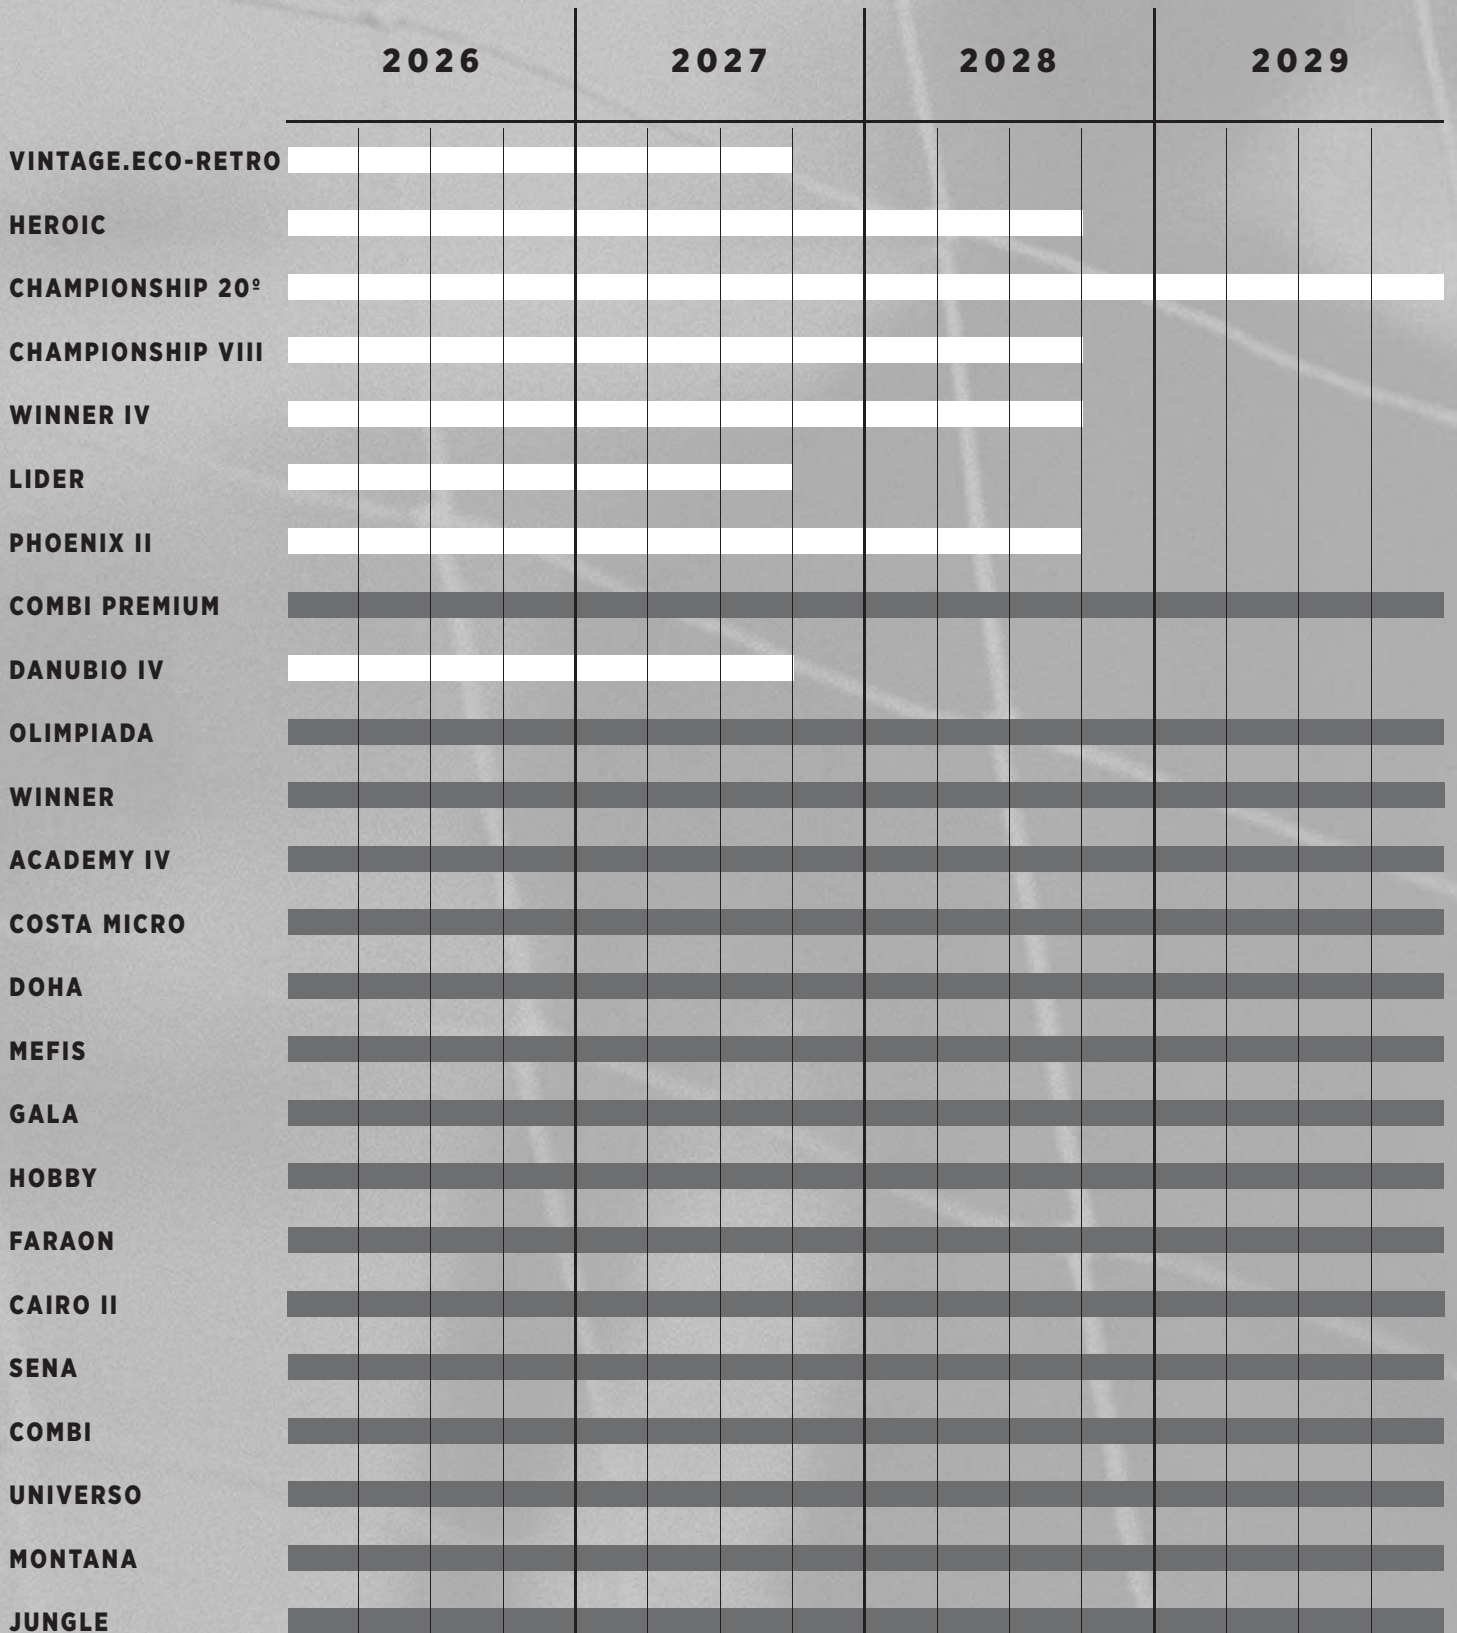 2026 2027 2028 2029
VINTAGE.ECO-RETRO
HEROIC
CHAMPIONSHIP 20º
CHAMPIONSHIP VIII
WINNER IV
LIDER
PHOENIX II
COMBI PREMIUM
DANUBIO IV
OLIMPIADA
WINNER
ACADEMY IV
COSTA MICRO
DOHA
MEFIS
GALA
HOBBY
FARAON
CAIRO II
SENA
COMBI
UNIVERSO
MONTANA
JUNGLE